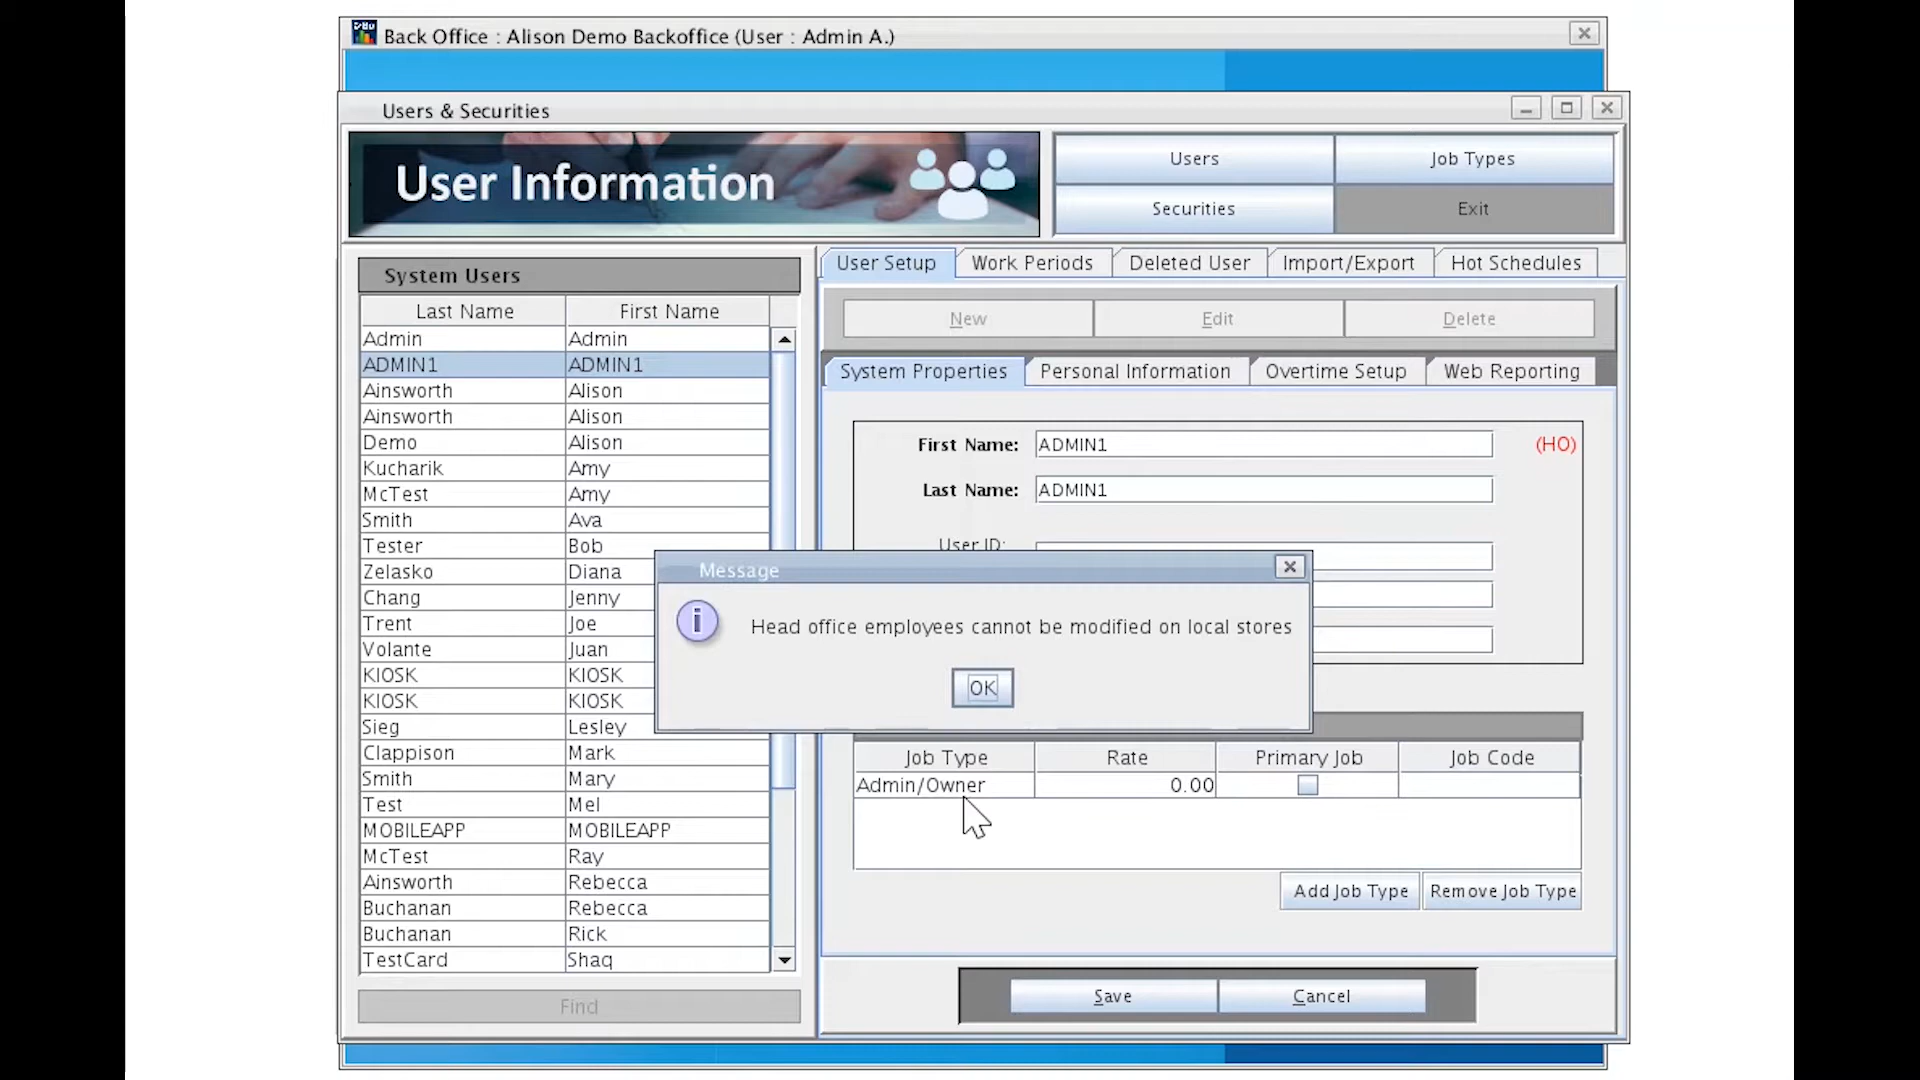 Back Office : Alison Demo Backoffice (User : Admin A.)
Users & Securities
User Information
Users
Job Types
Securities
Exit
System Users
Last Name First Name
Admin Admin
ADMIN1 ADMIN1
Ainsworth Alison
Ainsworth Alison
Demo Alison
Kucharik Amy
McTest Amy
Smith Ava
Tester Bob
Zelasko Diana
Chang Jenny
Trent Joe
Volante Juan
KIOSK KIOSK
KIOSK KIOSK
Sieg Lesley
Clappison Mark
Smith Mary
Test Mel
MOBILEAPP MOBILEAPP
McTest Ray
Ainsworth Rebecca
Buchanan Rebecca
Buchanan Rick
TestCard Shaq
Find
User Setup Work Periods Deleted User Import/Export Hot Schedules
New Edit Delete
System Properties Personal Information Overtime Setup Web Reporting
First Name: ADMIN1 (HO)
Last Name: ADMIN1
User ID:
Message
Head office employees cannot be modified on local stores
OK
Job Type Rate Primary Job Job Code
Admin/Owner 0.00
Add Job Type Remove Job Type
Save Cancel